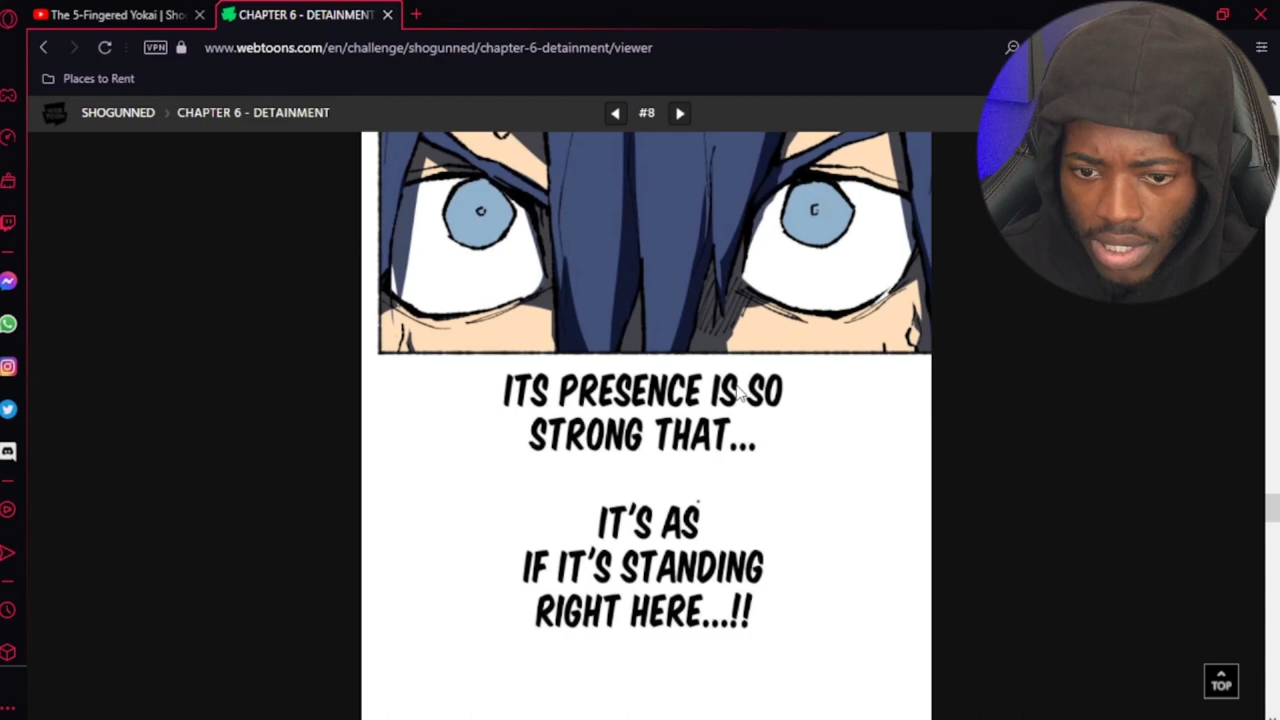 The 5-Fingered Yokai | Sho
CHAPTER 6 - DETAINMENT
VPN
www.webtoons.com/en/challenge/shogunned/chapter-6-detainment/viewer
Places to Rent
SHOGUNNED > CHAPTER 6 - DETAINMENT
#8
ITS PRESENCE IS SO
STRONG THAT...
IT'S AS
IF IT'S STANDING
RIGHT HERE...!!
TOP